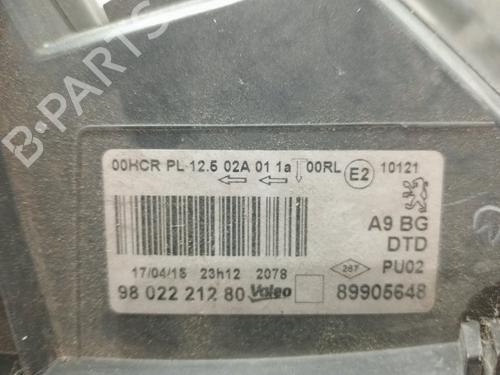 B-PARTS
00HCR PL 12.5 02A 01 1a 00RL E2 10121
A9 BG
DTD
287 PU02
17/04/15 23h12 2078
98 022 212 80 Valeo 89905648